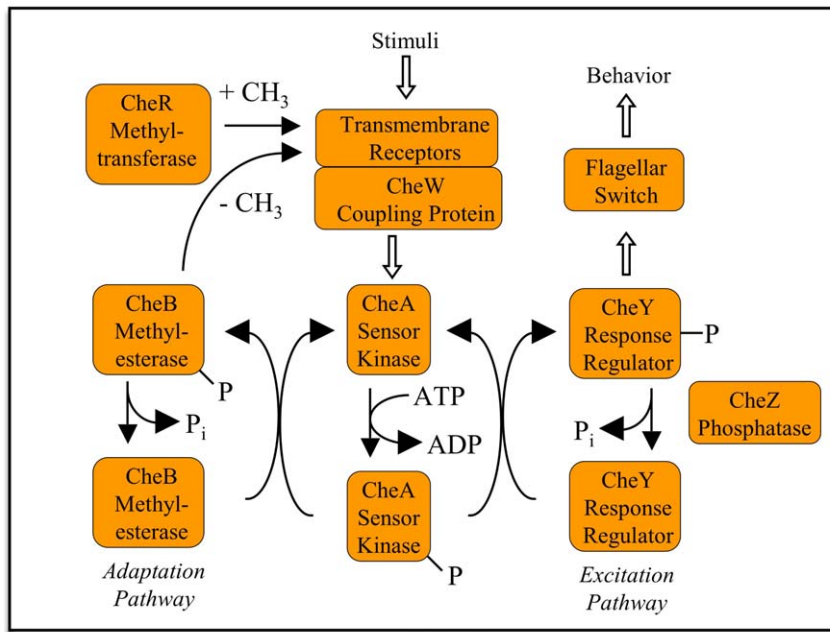 Stimuli
Behavior
CheR
Methyl-
transferase
+ CH3
Transmembrane
Receptors
CheW
Coupling Protein
Flagellar
Switch
- CH3
CheB
Methyl-
esterase
P
CheA
Sensor
Kinase
CheY
Response
Regulator
P
Pi
ATP
ADP
Pi
CheZ
Phosphatase
CheB
Methyl-
esterase
CheA
Sensor
Kinase
P
CheY
Response
Regulator
Adaptation
Pathway
Excitation
Pathway